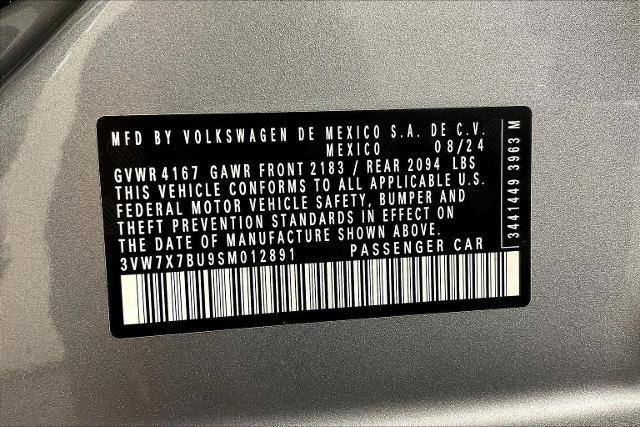 MFD BY VOLKSWAGEN DE MEXICO S.A. DE C.V.
MEXICO 08/24
GVWR 4167 GAWR FRONT 2183 / REAR 2094 LBS
THIS VEHICLE CONFORMS TO ALL APPLICABLE U.S.
FEDERAL MOTOR VEHICLE SAFETY, BUMPER AND
THEFT PREVENTION STANDARDS IN EFFECT ON
THE DATE OF MANUFACTURE SHOWN ABOVE.
3VW7X7BU9SM012891 PASSENGER CAR
3441449 3963 M